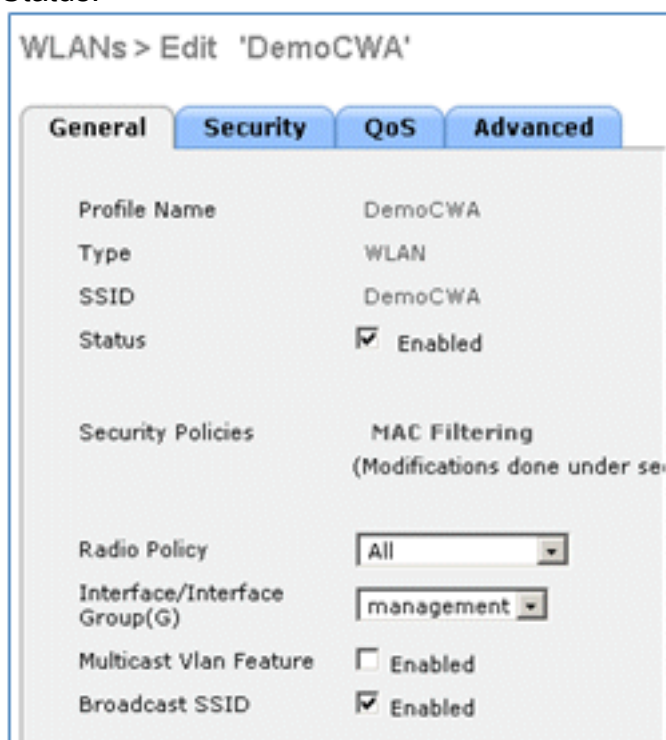 Status.
WLANs > Edit 'DemoCWA'
General Security QoS Advanced
Profile Name DemoCWA
Type WLAN
SSID DemoCWA
Status Enabled
Security Policies MAC Filtering
(Modifications done under
Radio Policy All
Interface/Interface
Group(G) management
Multicast Vlan Feature Enabled
Broadcast SSID Enabled